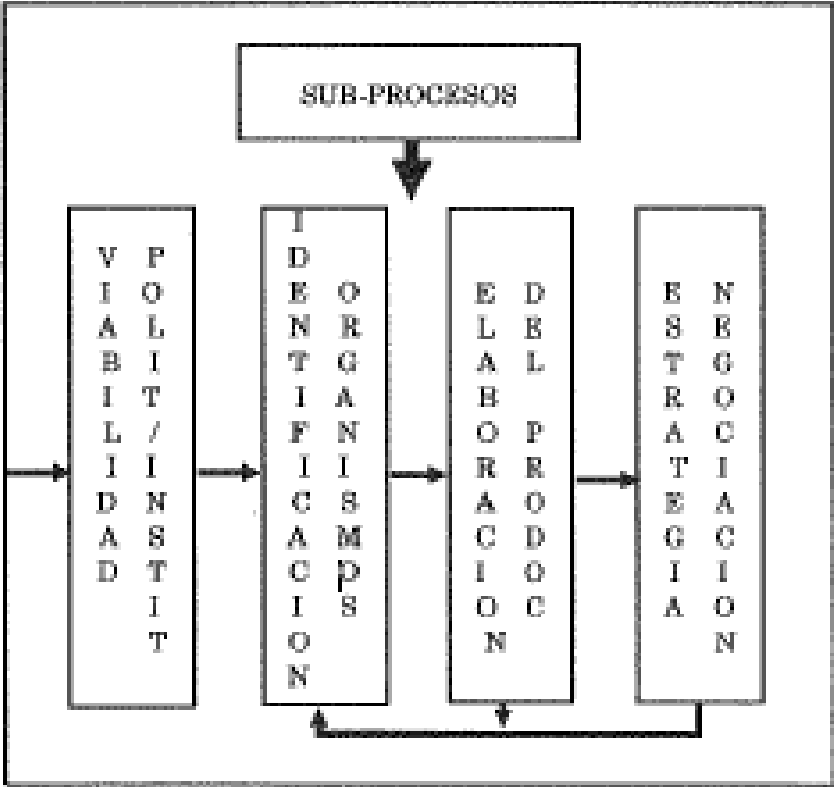 SUB-PROCESOS
VIABILIDAD
POLIT/INSTIT
IDENTIFICACION
ORGANISMOS
ELABORACION
DEL PRODOC
ESTRATEGIA
NEGOCIACION